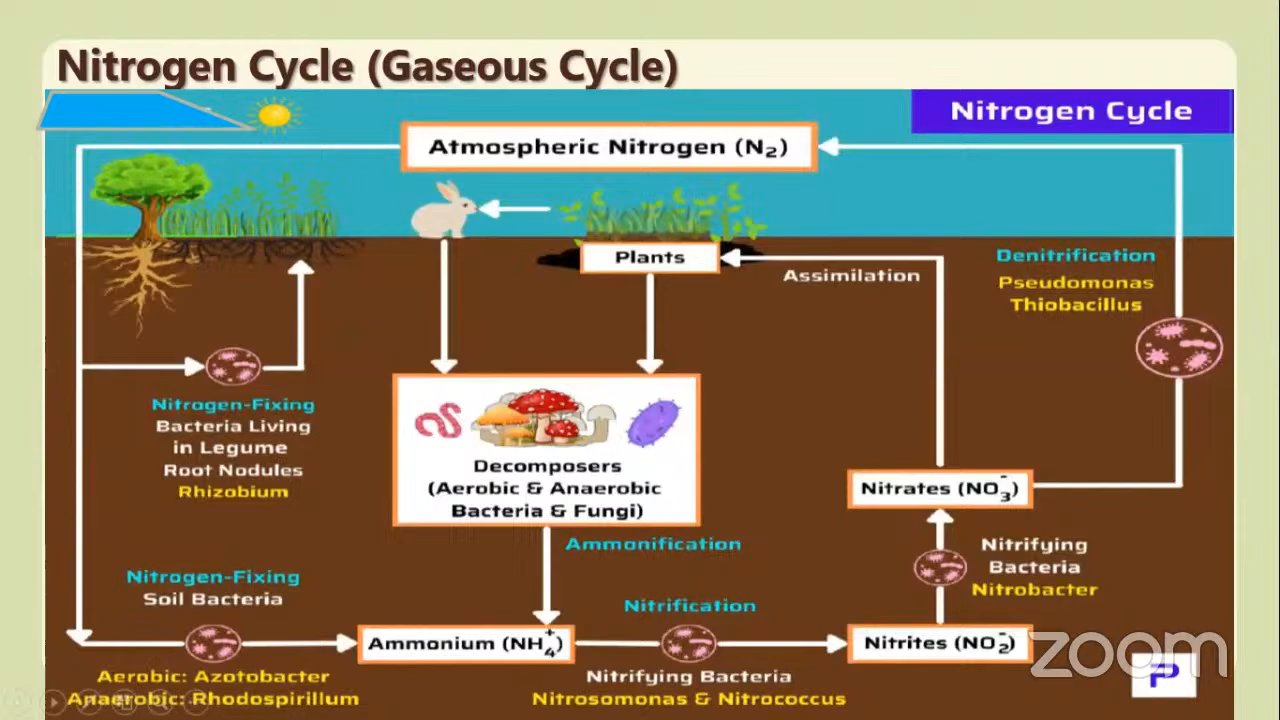 Nitrogen Cycle (Gaseous Cycle)
Nitrogen Cycle
Atmospheric Nitrogen (N₂)
Plants
Assimilation
Denitrification
Pseudomonas
Thiobacillus
Nitrogen-Fixing
Bacteria Living
in Legume
Root Nodules
Rhizobium
Decomposers
(Aerobic & Anaerobic
Bacteria & Fungi)
Nitrates (NO₃⁻)
Ammonification
Nitrifying
Bacteria
Nitrobacter
Nitrogen-Fixing
Soil Bacteria
Nitrification
Ammonium (NH₄⁺)
Nitrites (NO₂⁻)
zoom
Aerobic: Azotobacter
Anaerobic: Rhodospirillum
Nitrifying Bacteria
Nitrosomonas & Nitrococcus
P